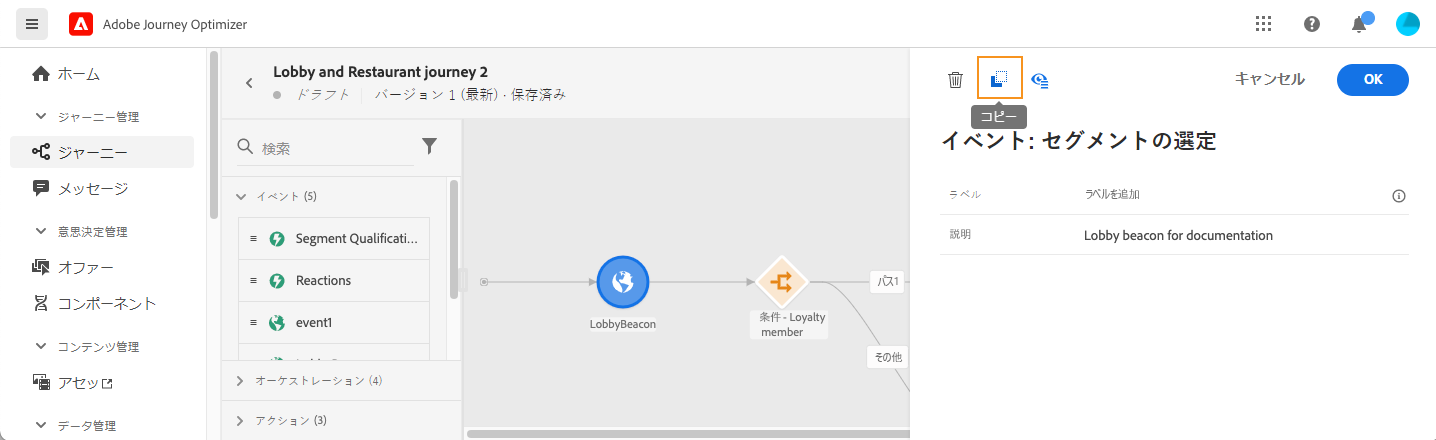 Adobe Journey Optimizer
ホーム
ジャーニー管理
ジャーニー
メッセージ
意思決定管理
オファー
コンポーネント
コンテンツ管理
アセッ
データ管理
Lobby and Restaurant journey 2
ドラフト バージョン 1 (最新) · 保存済み
検索
イベント (5)
Segment Qualificati...
Reactions
event1
オーケストレーション (4)
アクション (3)
LobbyBeacon
条件 - Loyalty
member
パス1
その他
キャンセル
OK
コピー
イベント: セグメントの選定
ラベル ラベルを追加
説明 Lobby beacon for documentation